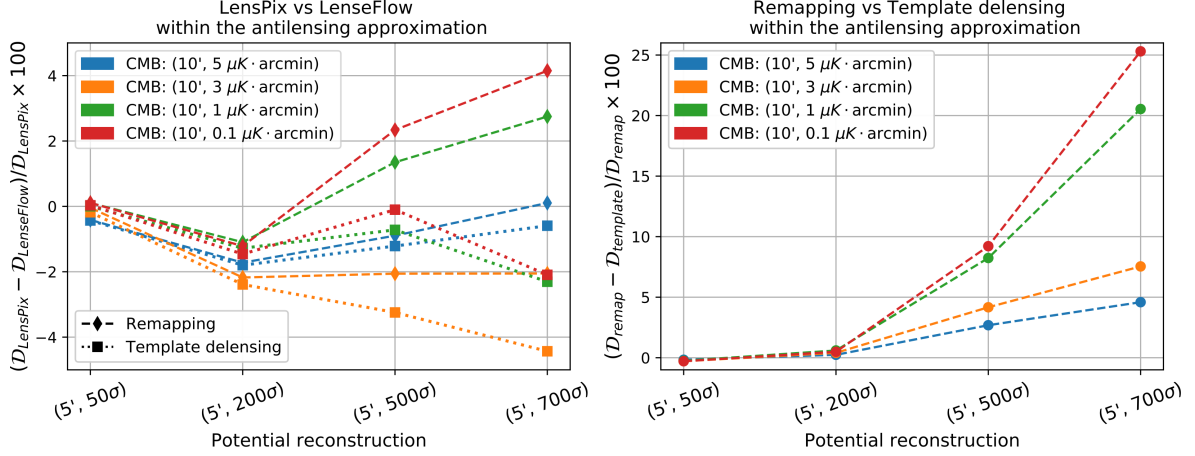 LensPix vs LenseFlow
within the antilensing approximation
(𝒟LensPix − 𝒟LenseFlow)/𝒟LensPix × 100
4
2
0
−2
−4
CMB: (10', 5 μK · arcmin)
CMB: (10', 3 μK · arcmin)
CMB: (10', 1 μK · arcmin)
CMB: (10', 0.1 μK · arcmin)
Remapping
Template delensing
(5', 50σ)
(5', 200σ)
(5', 500σ)
(5', 700σ)
Potential reconstruction
Remapping vs Template delensing
within the antilensing approximation
(𝒟remap − 𝒟template)/𝒟remap × 100
25
20
15
10
5
0
CMB: (10', 5 μK · arcmin)
CMB: (10', 3 μK · arcmin)
CMB: (10', 1 μK · arcmin)
CMB: (10', 0.1 μK · arcmin)
(5', 50σ)
(5', 200σ)
(5', 500σ)
(5', 700σ)
Potential reconstruction